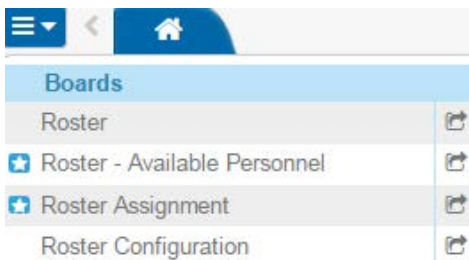 Boards
Roster
Roster - Available Personnel
Roster Assignment
Roster Configuration